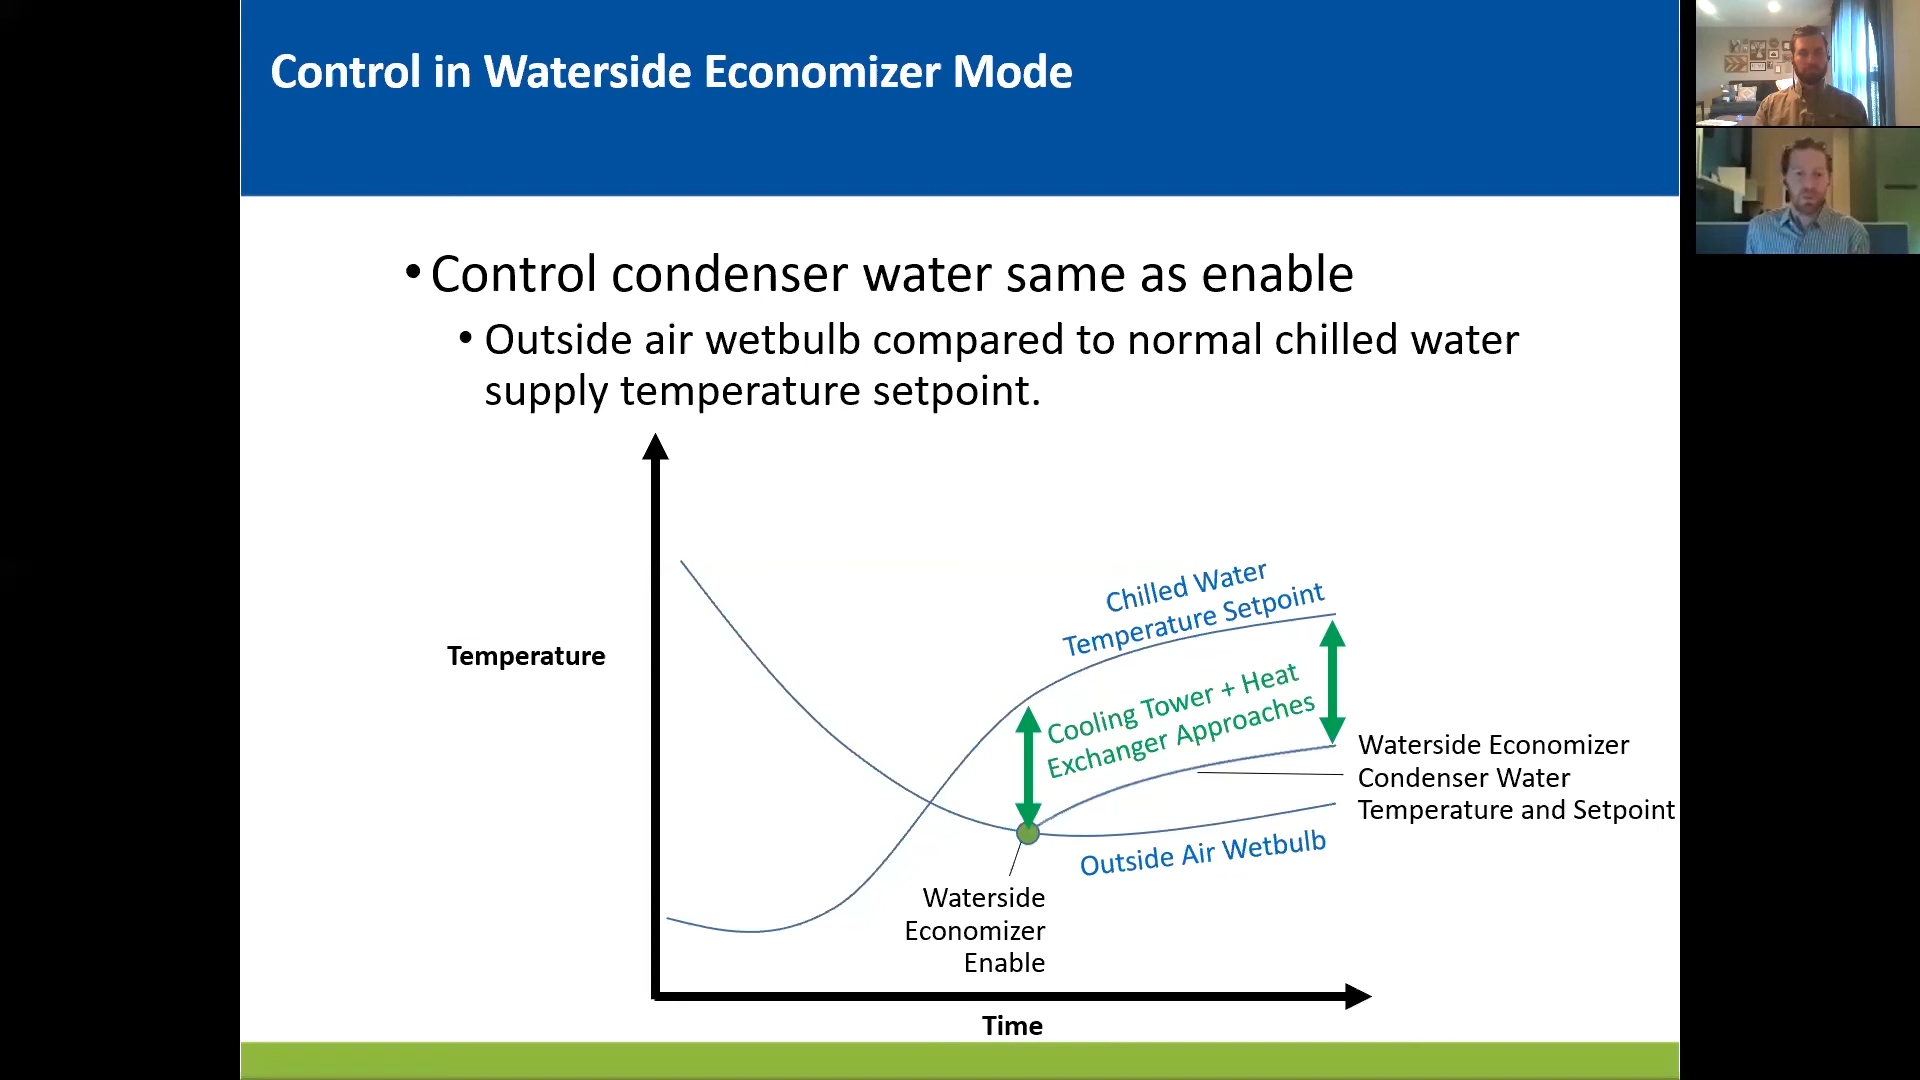 Control in Waterside Economizer Mode
• Control condenser water same as enable
• Outside air wetbulb compared to normal chilled water
supply temperature setpoint.
Chilled Water
Temperature Setpoint
Temperature
Cooling Tower + Heat
Exchanger Approaches
Waterside Economizer
Condenser Water
Temperature and Setpoint
Outside Air Wetbulb
Waterside
Economizer
Enable
Time